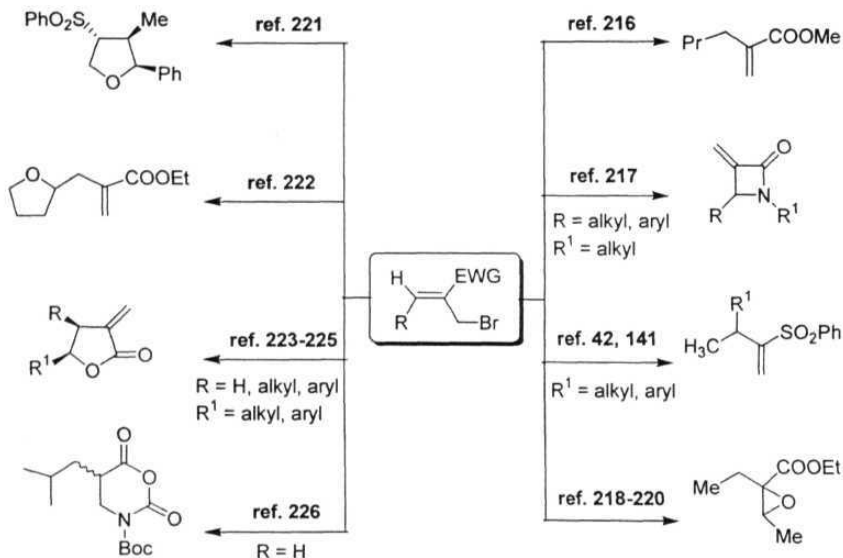 PhO₂S
Me
O
Ph
ref. 221
ref. 216
Pr
COOMe
O
COOEt
ref. 222
ref. 217
R = alkyl, aryl
R¹ = alkyl
O
R
N
R¹
H
EWG
R
Br
R
R¹
O
O
ref. 223-225
R = H, alkyl, aryl
R¹ = alkyl, aryl
ref. 42, 141
R¹ = alkyl, aryl
R¹
H₃C
SO₂Ph
O
O
O
N
Boc
ref. 226
R = H
ref. 218-220
Me
COOEt
O
Me